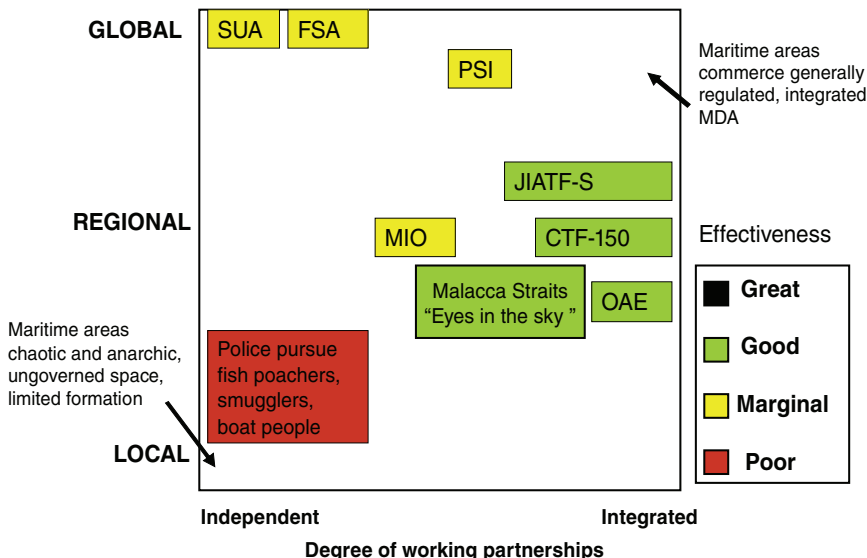 GLOBAL
SUA
FSA
PSI
Maritime areas
commerce generally
regulated, integrated
MDA
JIATF-S
REGIONAL
MIO
CTF-150
Effectiveness
Malacca Straits
“Eyes in the sky ”
OAE
Great
Good
Marginal
Poor
Maritime areas
chaotic and anarchic,
ungoverned space,
limited formation
Police pursue
fish poachers,
smugglers,
boat people
LOCAL
Independent
Integrated
Degree of working partnerships